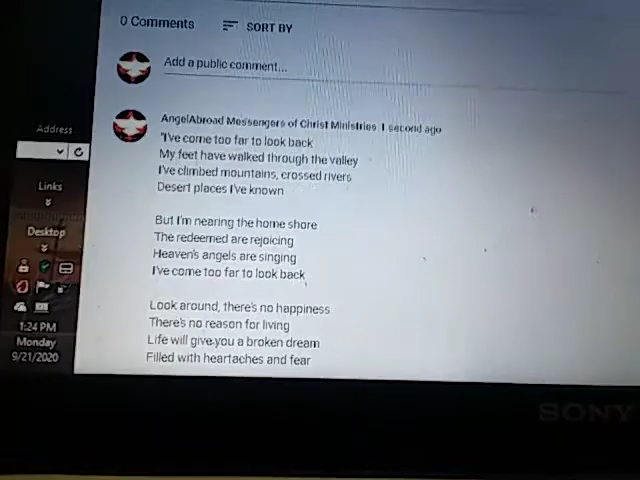 0 Comments
SORT BY
Add a public comment...
AngelAbroad Messengers of Christ Ministries 1 second ago
"I've come too far to look back
My feet have walked through the valley
I've climbed mountains, crossed rivers
Desert places I've known
But I'm nearing the home shore
The redeemed are rejoicing
Heaven's angels are singing
I've come too far to look back
Look around, there's no happiness
There's no reason for living
Life will give you a broken dream
Filled with heartaches and fear
Address
Links
Desktop
1:24 PM
Monday
9/21/2020
SONY